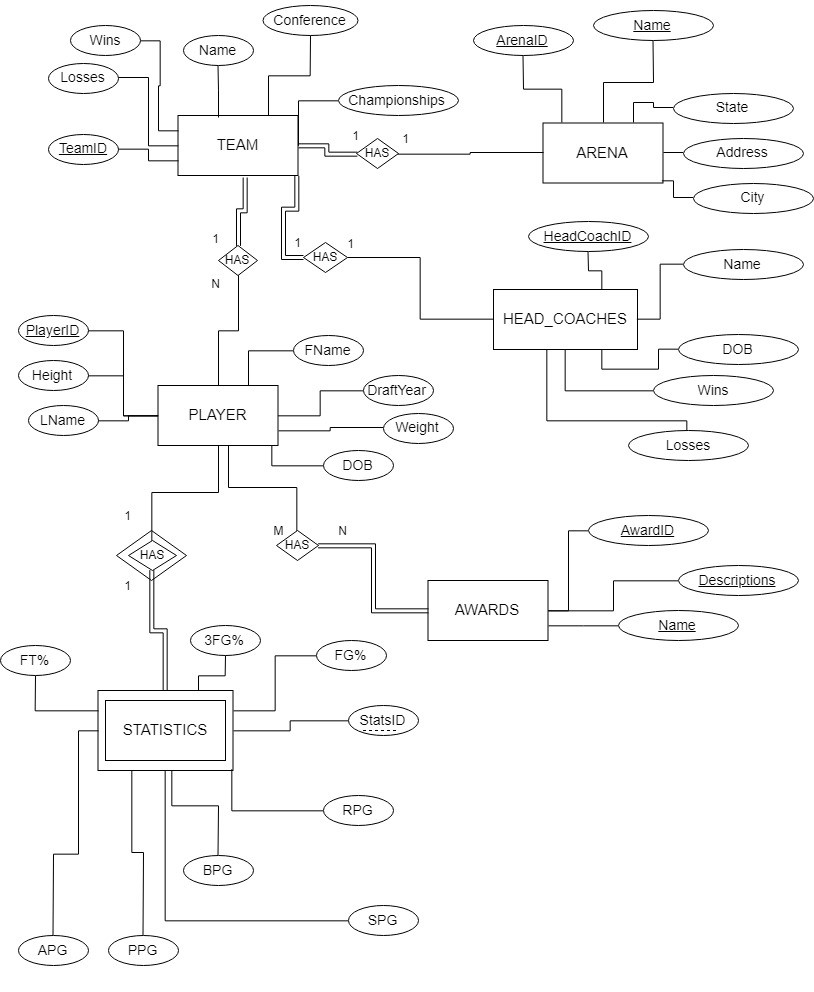 Conference
Wins
Name
Name
ArenaID
Losses
Championships
State
TEAM
1
1
TeamID
HAS
ARENA
Address
City
HeadCoachID
1
1
1
HAS
HAS
Name
N
HEAD_COACHES
PlayerID
FName
DOB
Height
DraftYear
Wins
LName
PLAYER
Weight
Losses
DOB
1
M
N
AwardID
HAS
HAS
1
Descriptions
AWARDS
Name
3FG%
FT%
FG%
StatsID
STATISTICS
RPG
BPG
SPG
APG
PPG